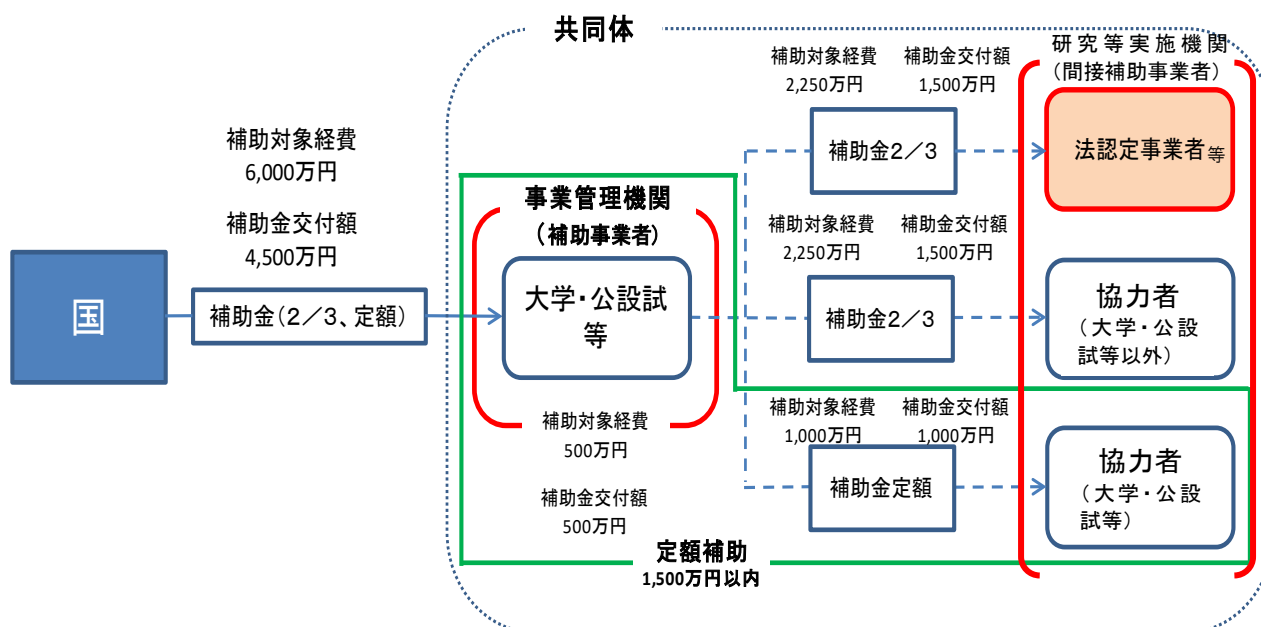 共同体
補助対象経費
6,000万円
補助金交付額
4,500万円
国
補助金(2/3、定額)
事業管理機関
(補助事業者)
大学・公設試
等
補助対象経費
500万円
補助金交付額
500万円
定額補助
1,500万円以内
補助対象経費
2,250万円
補助金交付額
1,500万円
補助金2/3
補助対象経費
2,250万円
補助金交付額
1,500万円
補助金2/3
補助対象経費
1,000万円
補助金交付額
1,000万円
補助金定額
研究等実施機関
(間接補助事業者)
法認定事業者等
協力者
(大学・公設
試等以外)
協力者
(大学・公設
試等)